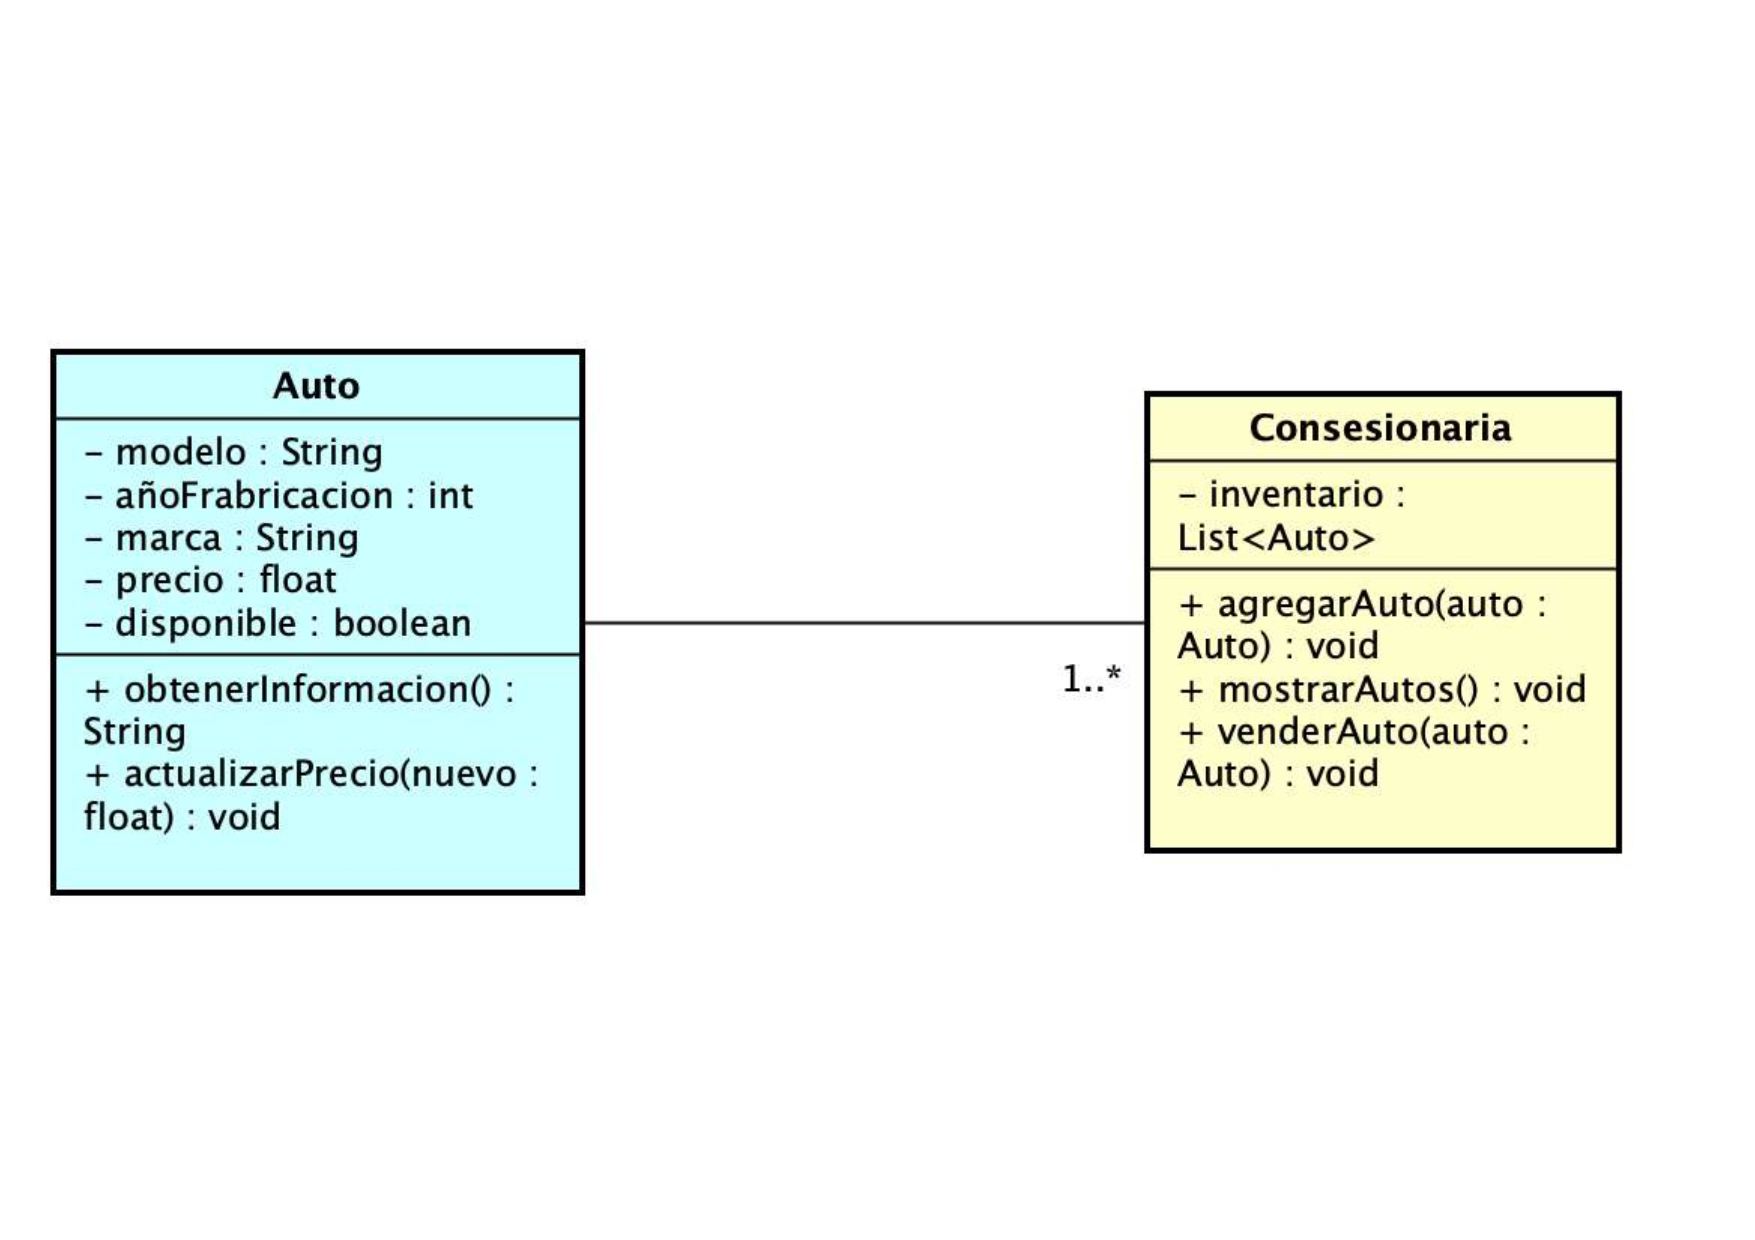 Auto
– modelo : String
– añoFrabricacion : int
– marca : String
– precio : float
– disponible : boolean
+ obtenerInformacion() :
String
+ actualizarPrecio(nuevo :
float) : void
1..*
Consesionaria
– inventario :
List<Auto>
+ agregarAuto(auto :
Auto) : void
+ mostrarAutos() : void
+ venderAuto(auto :
Auto) : void